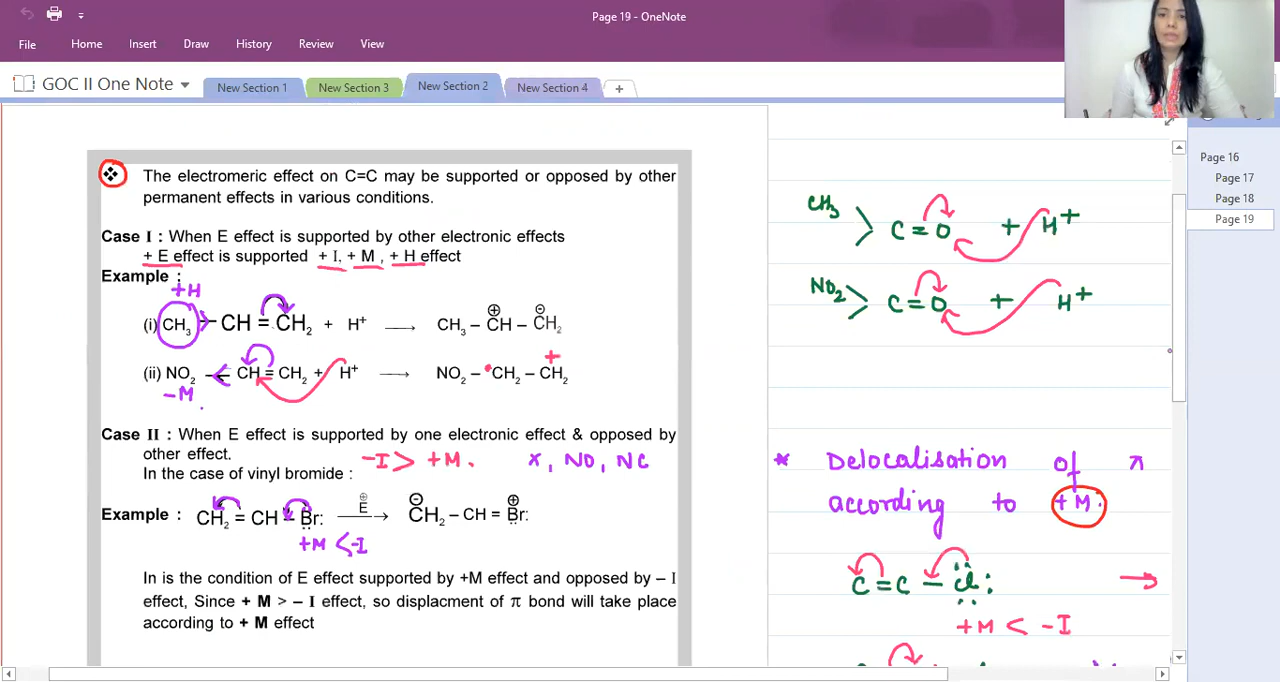 Page 19 - OneNote
File Home Insert Draw History Review View
GOC II One Note New Section 1 New Section 3 New Section 2 New Section 4 +
Page 16
Page 17
Page 18
Page 19
❖ The electromeric effect on C=C may be supported or opposed by other
permanent effects in various conditions.
Case I : When E effect is supported by other electronic effects
+ E effect is supported + I, + M , + H effect
Example :
+H
(i) CH₃ – CH = CH₂ + H⁺ ⟶ CH₃ – CH – CH₂
⊕ ⊖
(ii) NO₂ – CH = CH₂ + H⁺ ⟶ NO₂ – CH₂ – CH₂
+
-M
Case II : When E effect is supported by one electronic effect & opposed by
other effect.
-I > +M . X, NO, NC
In the case of vinyl bromide :
Example : CH₂ = CH – Br: ⟶ CH₂ – CH = Br:
⊕ E ⊖ ⊕
+M < -I
In is the condition of E effect supported by +M effect and opposed by – I
effect, Since + M > – I effect, so displacment of π bond will take place
according to + M effect
CH₃ > C = O + H⁺
NO₂ > C = O + H⁺
* Delocalisation of π
according to +M.
C = C – Cl: →
+M < -I